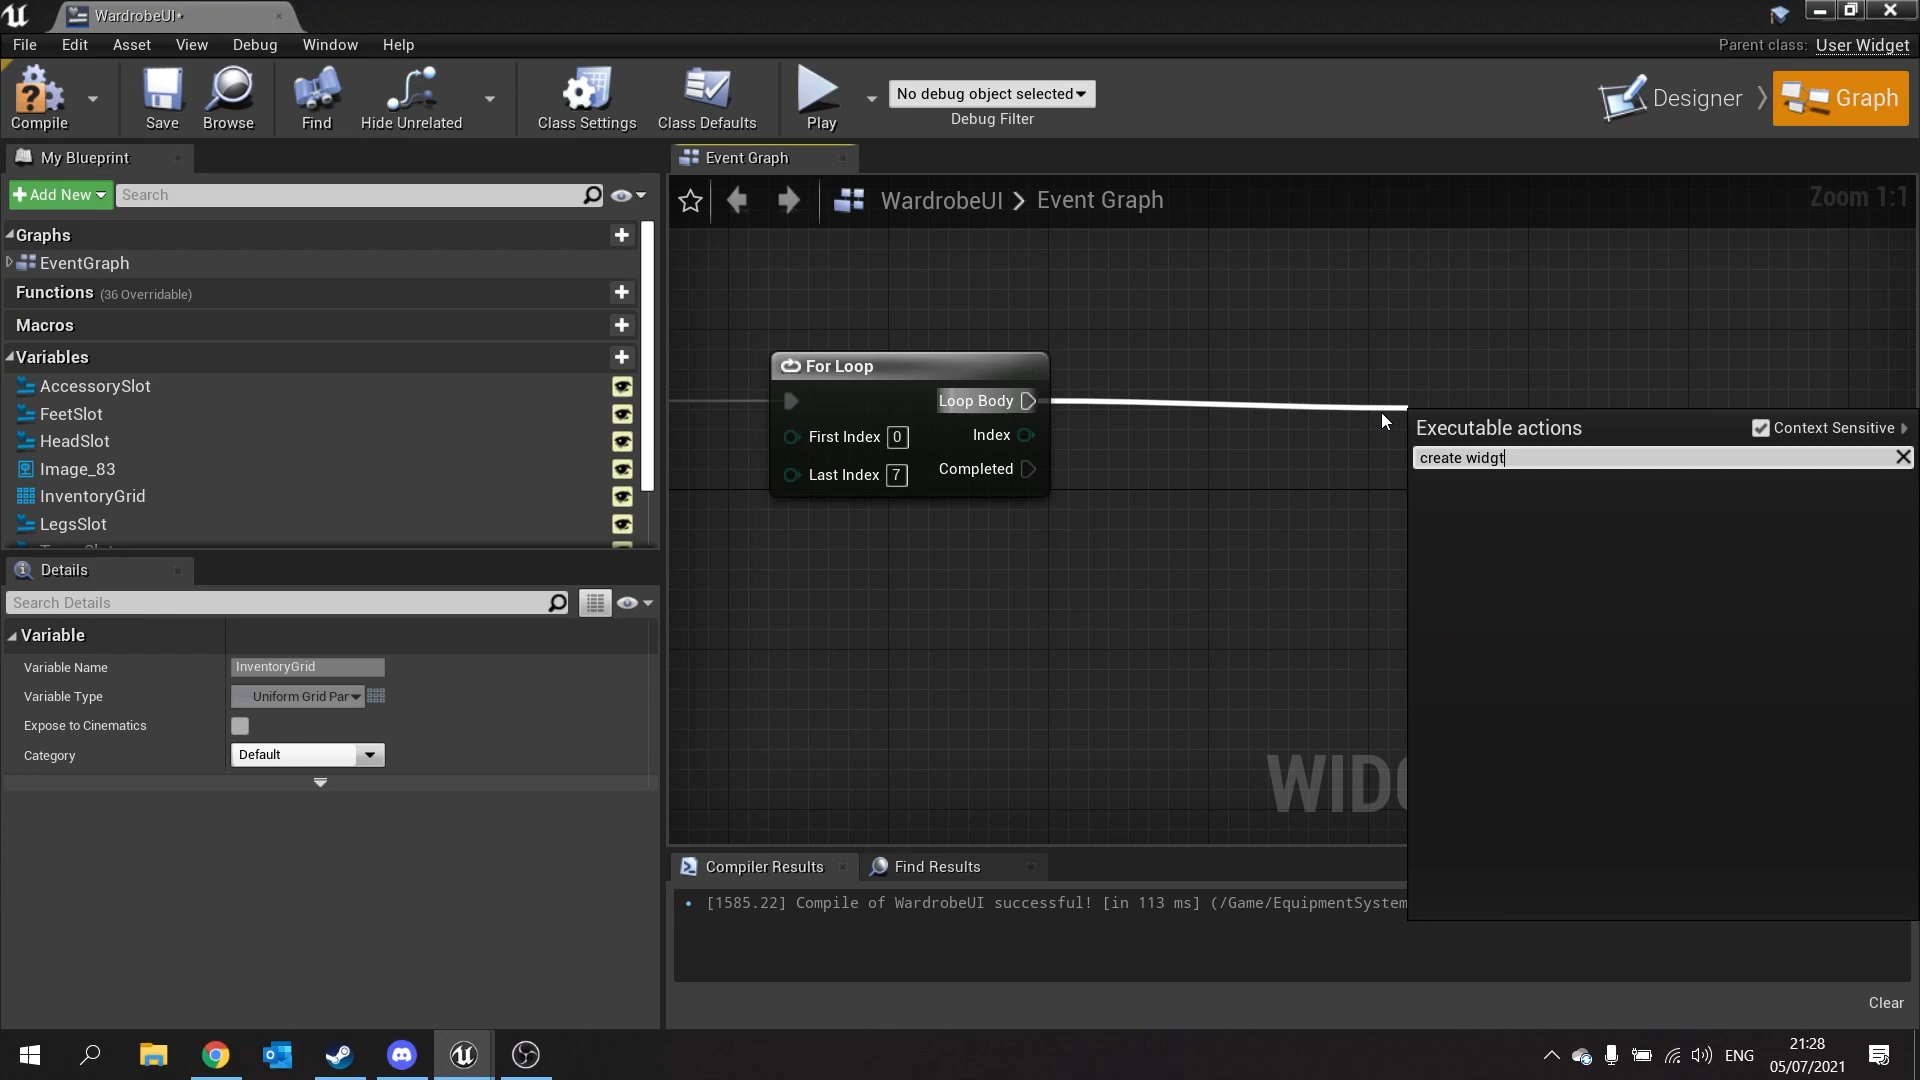 WardrobeUI*
File Edit Asset View Debug Window Help
Parent class: User Widget
Compile Save Browse Find Hide Unrelated Class Settings Class Defaults Play
No debug object selected
Debug Filter
Designer
Graph
My Blueprint
Add New
Search
Graphs
EventGraph
Functions (36 Overridable)
Macros
Variables
AccessorySlot
FeetSlot
HeadSlot
Image_83
InventoryGrid
LegsSlot
Details
Search Details
Variable
Variable Name InventoryGrid
Variable Type Uniform Grid Par
Expose to Cinematics
Category Default
Event Graph
WardrobeUI > Event Graph
Zoom 1:1
For Loop
Loop Body
First Index 0 Index
Last Index 7 Completed
Executable actions
Context Sensitive
create widgt
WIDG
Compiler Results
Find Results
[1585.22] Compile of WardrobeUI successful! [in 113 ms] (/Game/EquipmentSystem
Clear
ENG
21:28
05/07/2021